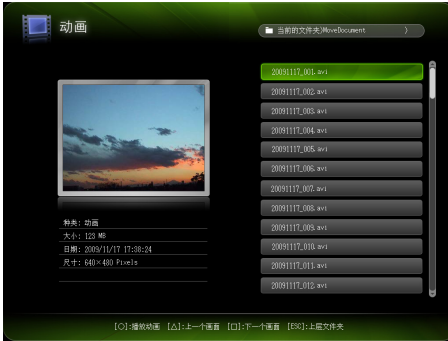 动画
当前的文件夹》MoveDocument 〉
20091117_001.avi
20091117_002.avi
20091117_003.avi
20091117_004.avi
20091117_005.avi
20091117_006.avi
20091117_007.avi
20091117_008.avi
20091117_009.avi
20091117_010.avi
20091117_011.avi
20091117_012.avi
种类: 动画
大小: 123 MB
日期: 2009/11/17 17:38:24
尺寸: 640×480 Pixels
[○]:播放动画 [△]:上一个画面 [□]:下一个画面 [ESC]:上层文件夹